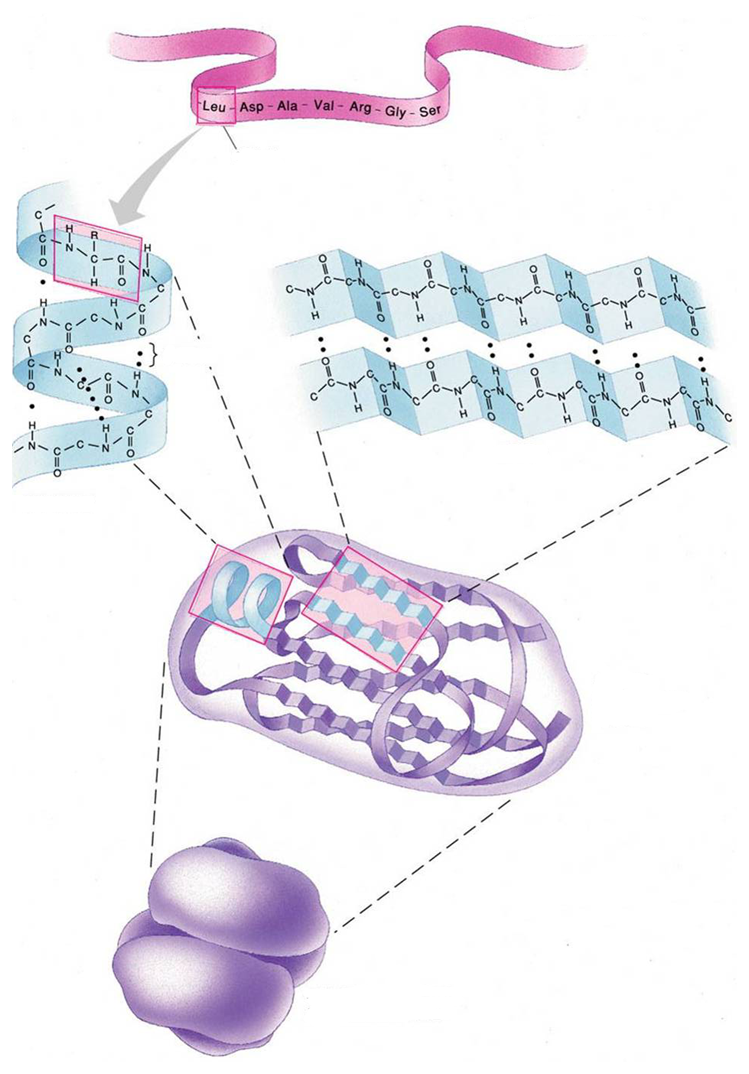 Leu – Asp – Ala – Val – Arg – Gly – Ser
C
H R H
C N C C N
O H O C
H H
N C C N C
C O O
H H
C N C C N
O O C
H H
N C C N C
O O
O H O H O H O H
C N C C N C C N C C N C C N C C N C C N C C N C
H O H O H O H O
O H O H O H O H
C N C C N C C N C C N C C N C C N C C N C C N C
H O H O H O H O